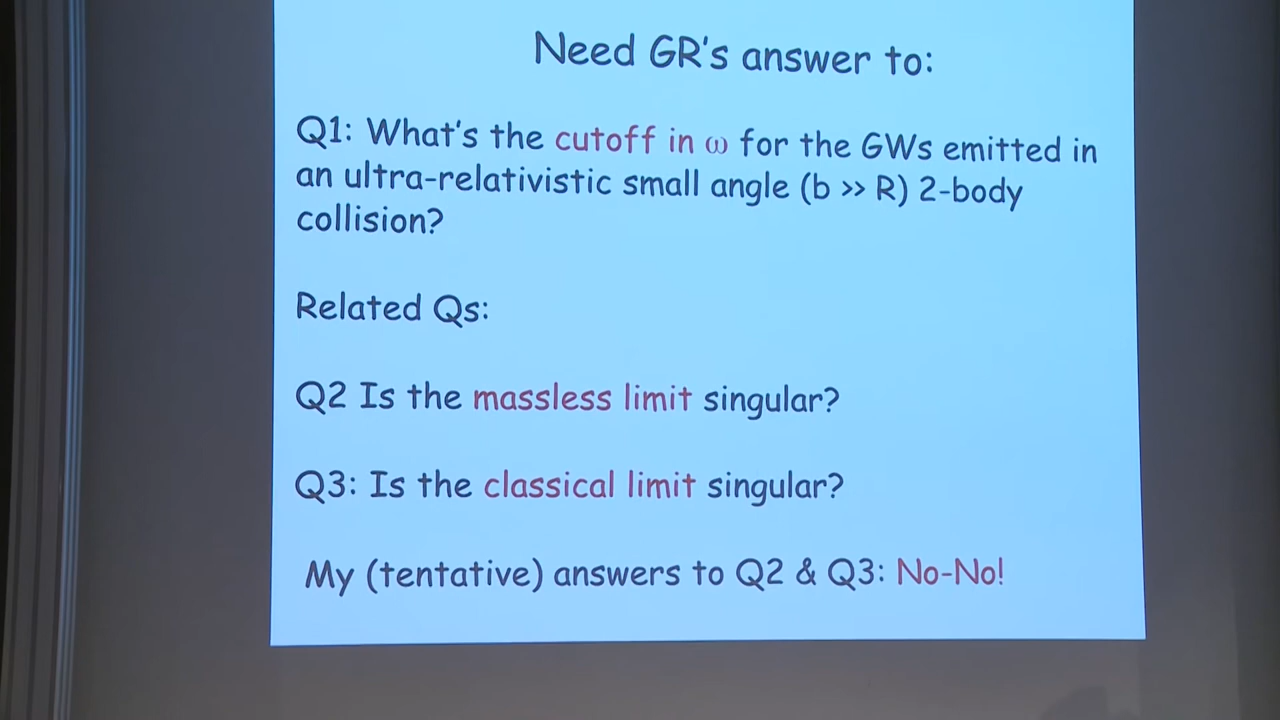 Need GR's answer to:
Q1: What's the cutoff in ω for the GWs emitted in
an ultra-relativistic small angle (b >> R) 2-body
collision?
Related Qs:
Q2 Is the massless limit singular?
Q3: Is the classical limit singular?
My (tentative) answers to Q2 & Q3: No-No!